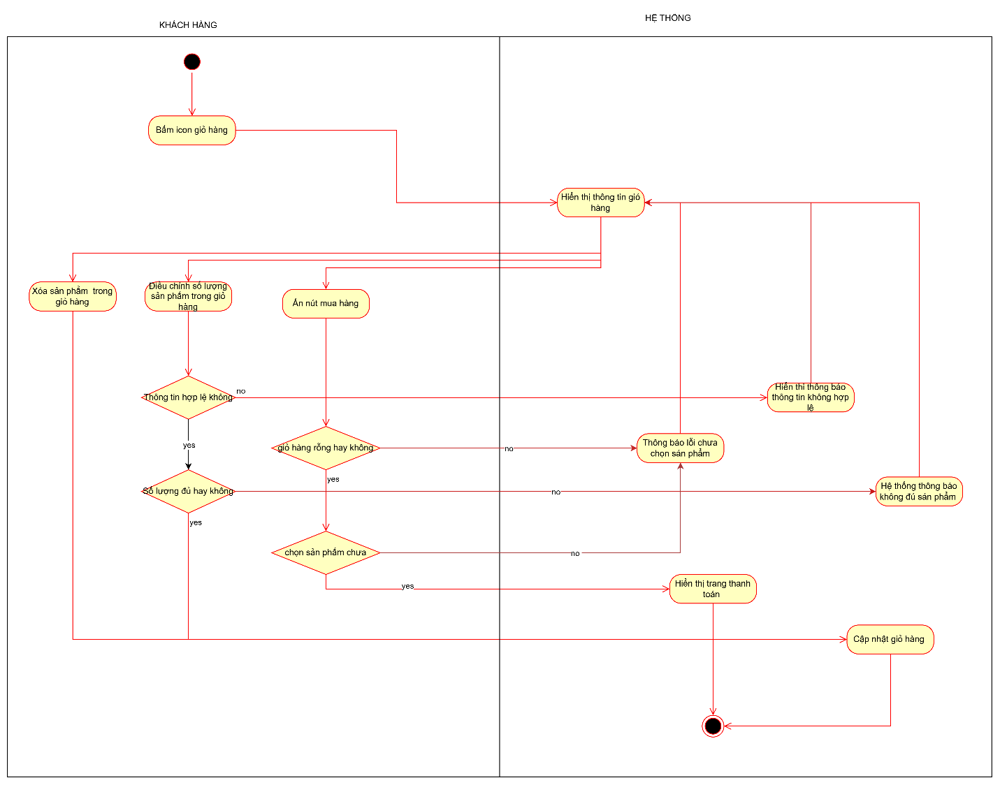 KHÁCH HÀNG
HỆ THỐNG
Bấm icon giỏ hàng
Hiển thị thông tin giỏ
hàng
Xóa sản phẩm trong
giỏ hàng
Điều chỉnh số lượng
sản phẩm trong giỏ
hàng
Ấn nút mua hàng
Thông tin hợp lệ không
no
Hiển thị thông báo
thông tin không hợp
lệ
yes
giỏ hàng rỗng hay không
no
Thông báo lỗi chưa
chọn sản phẩm
yes
Số lượng đủ hay không
no
Hệ thống thông báo
không đủ sản phẩm
yes
chọn sản phẩm chưa
no
yes
Hiển thị trang thanh
toán
Cập nhật giỏ hàng